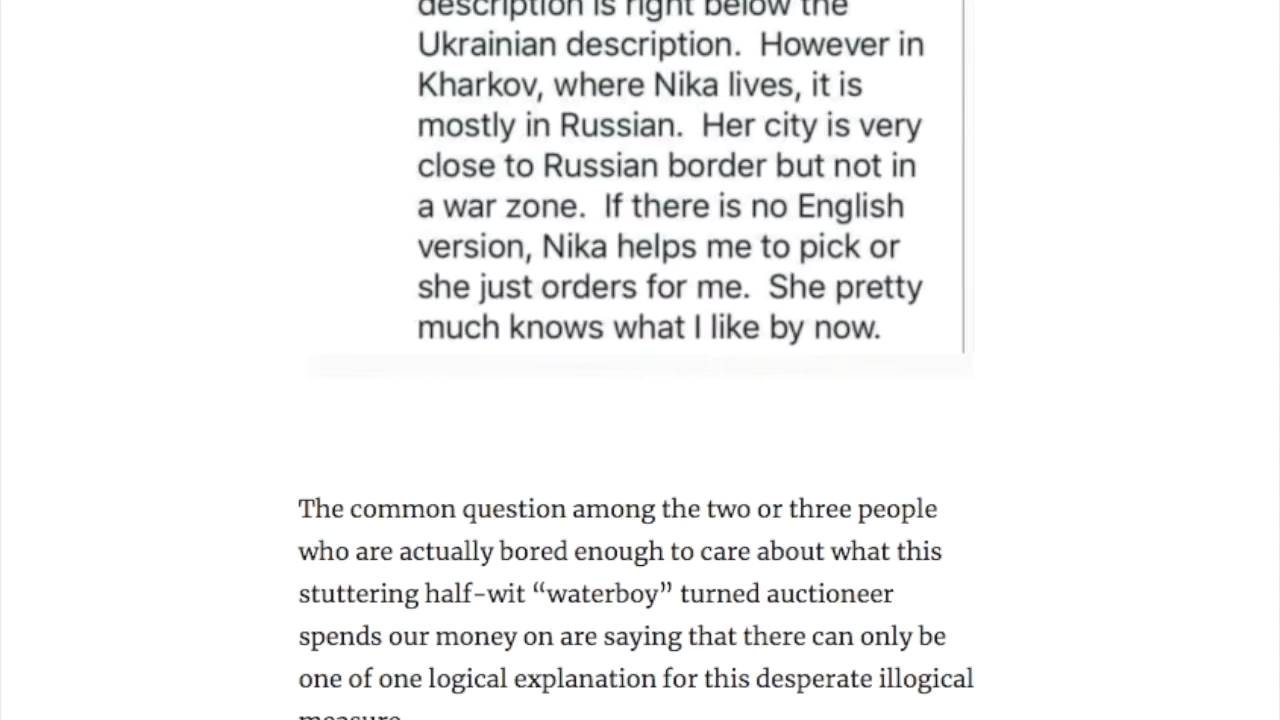 description is right below the
Ukrainian description.  However in
Kharkov, where Nika lives, it is
mostly in Russian.  Her city is very
close to Russian border but not in
a war zone.  If there is no English
version, Nika helps me to pick or
she just orders for me.  She pretty
much knows what I like by now.
The common question among the two or three people
who are actually bored enough to care about what this
stuttering half-wit “waterboy” turned auctioneer
spends our money on are saying that there can only be
one of one logical explanation for this desperate illogical
measure.